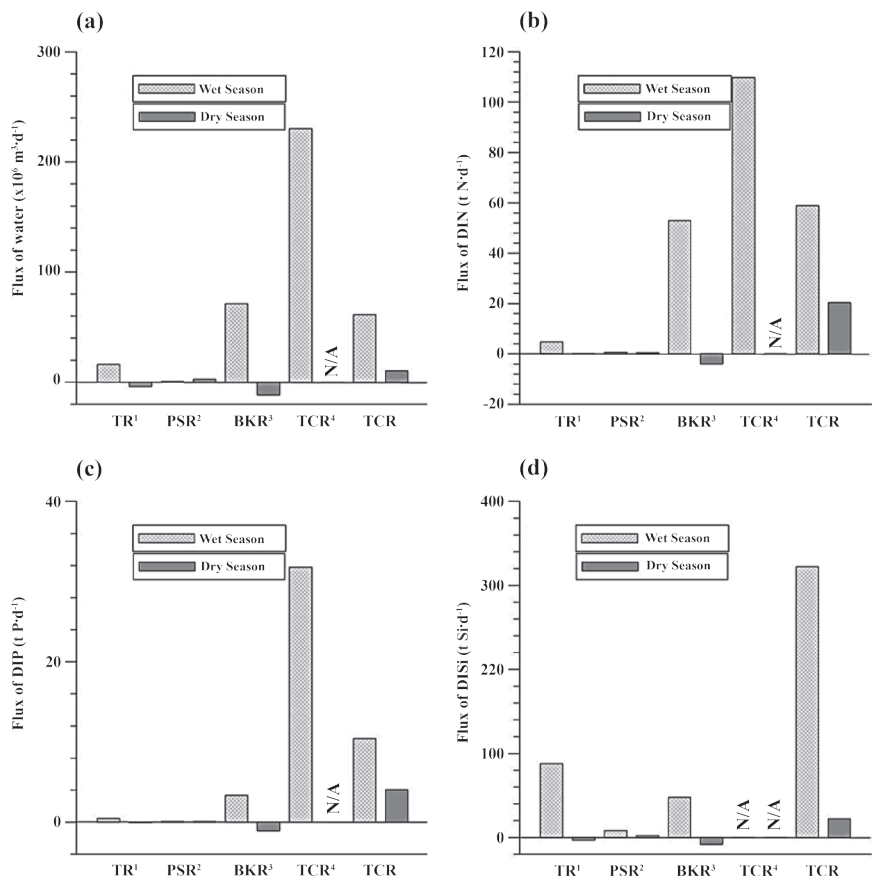 (a)
300
200
100
0
Flux of water (x10⁶ m³·d⁻¹)
Wet Season
Dry Season
N/A
TR¹ PSR² BKR³ TCR⁴ TCR
(b)
120
100
80
60
40
20
0
-20
Flux of DIN (t N·d⁻¹)
Wet Season
Dry Season
N/A
TR¹ PSR² BKR³ TCR⁴ TCR
(c)
40
20
0
Flux of DIP (t P·d⁻¹)
Wet Season
Dry Season
N/A
TR¹ PSR² BKR³ TCR⁴ TCR
(d)
400
300
220
100
0
Flux of DISi (t Si·d⁻¹)
Wet Season
Dry Season
N/A N/A
TR¹ PSR² BKR³ TCR⁴ TCR